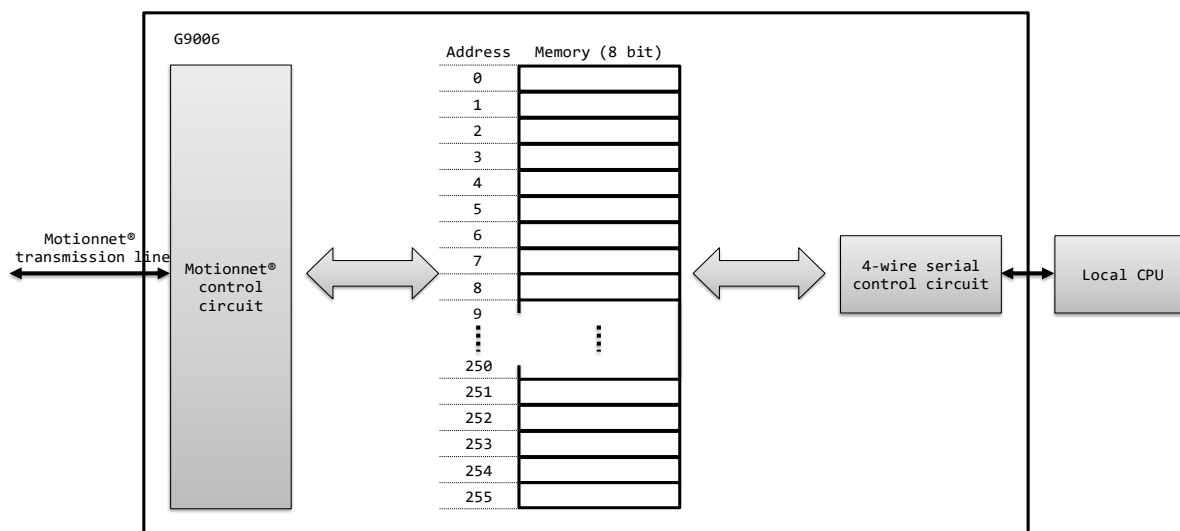 G9006
Address Memory (8 bit)
0
1
2
3
4
5
6
7
8
9
250
251
252
253
254
255
Motionnet®
transmission line
Motionnet®
control
circuit
4-wire serial
control circuit
Local CPU